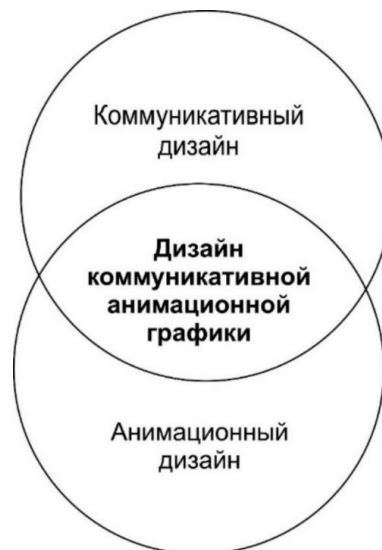 Коммуникативный
дизайн
Дизайн
коммуникативной
анимационной
графики
Анимационный
дизайн